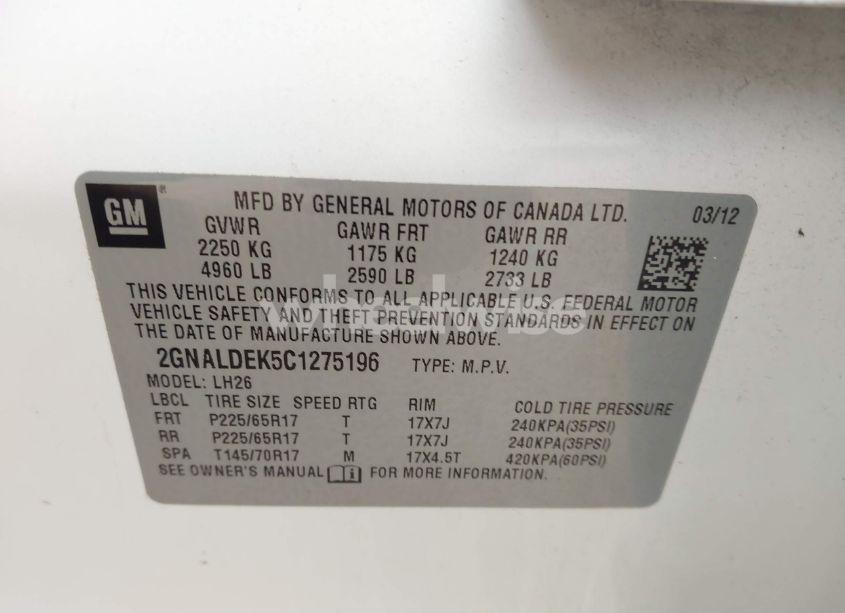 GM
MFD BY GENERAL MOTORS OF CANADA LTD. 03/12
GVWR GAWR FRT GAWR RR
2250 KG 1175 KG 1240 KG
4960 LB 2590 LB 2733 LB
THIS VEHICLE CONFORMS TO ALL APPLICABLE U.S. FEDERAL MOTOR
VEHICLE SAFETY AND THEFT PREVENTION STANDARDS IN EFFECT ON
THE DATE OF MANUFACTURE SHOWN ABOVE.
2GNALDEK5C1275196 TYPE: M.P.V.
MODEL: LH26
LBCL TIRE SIZE SPEED RTG RIM COLD TIRE PRESSURE
FRT P225/65R17 T 17X7J 240KPA(35PSI)
RR P225/65R17 T 17X7J 240KPA(35PSI)
SPA T145/70R17 M 17X4.5T 420KPA(60PSI)
SEE OWNER'S MANUAL FOR MORE INFORMATION.